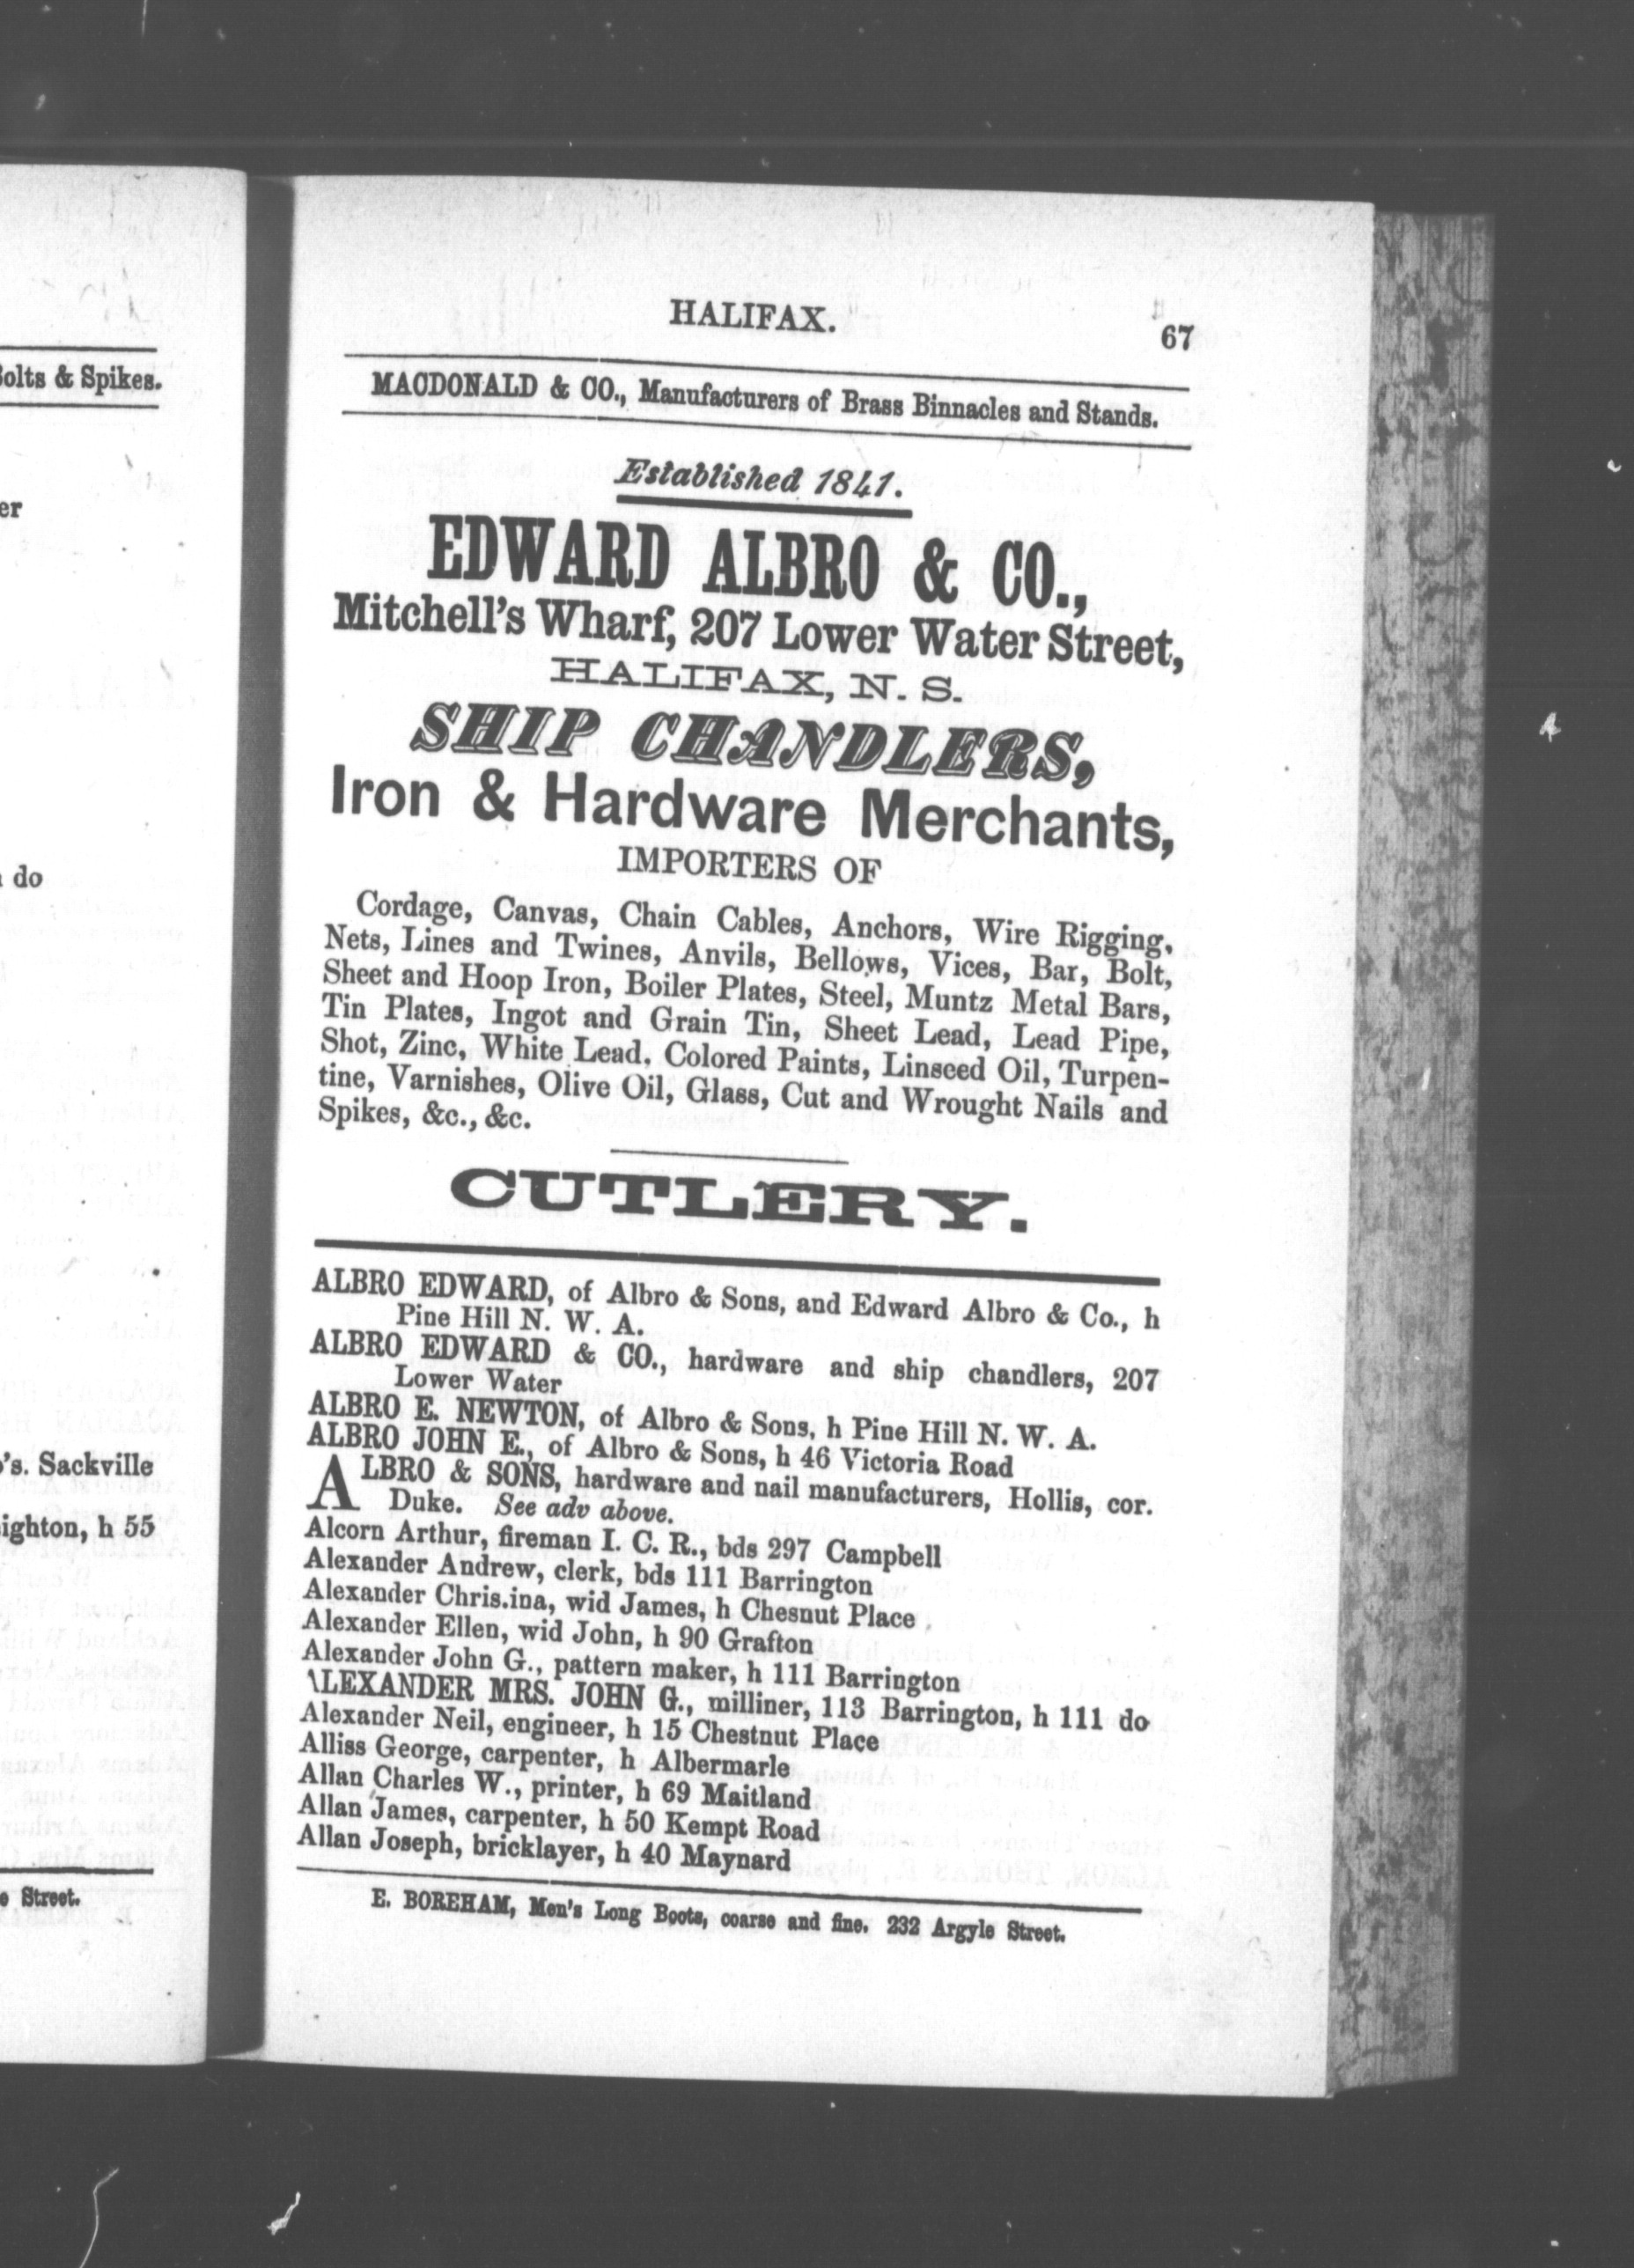 Bolts & Spikes.
er
do
's. Sackville
ighton, h 55
Street.
HALIFAX.
67
MACDONALD & CO., Manufacturers of Brass Binnacles and Stands.
Established 1841.
EDWARD ALBRO & CO.,
Mitchell's Wharf, 207 Lower Water Street,
HALIFAX, N. S.
SHIP CHANDLERS,
Iron & Hardware Merchants,
IMPORTERS OF
Cordage, Canvas, Chain Cables, Anchors, Wire Rigging,
Nets, Lines and Twines, Anvils, Bellows, Vices, Bar, Bolt,
Sheet and Hoop Iron, Boiler Plates, Steel, Muntz Metal Bars,
Tin Plates, Ingot and Grain Tin, Sheet Lead, Lead Pipe,
Shot, Zinc, White Lead, Colored Paints, Linseed Oil, Turpen-
tine, Varnishes, Olive Oil, Glass, Cut and Wrought Nails and
Spikes, &c., &c.
CUTLERY.
ALBRO EDWARD, of Albro & Sons, and Edward Albro & Co., h
Pine Hill N. W. A.
ALBRO EDWARD & CO., hardware and ship chandlers, 207
Lower Water
ALBRO E. NEWTON, of Albro & Sons, h Pine Hill N. W. A.
ALBRO JOHN E., of Albro & Sons, h 46 Victoria Road
ALBRO & SONS, hardware and nail manufacturers, Hollis, cor.
Duke. See adv above.
Alcorn Arthur, fireman I. C. R., bds 297 Campbell
Alexander Andrew, clerk, bds 111 Barrington
Alexander Chris.ina, wid James, h Chesnut Place
Alexander Ellen, wid John, h 90 Grafton
Alexander John G., pattern maker, h 111 Barrington
ALEXANDER MRS. JOHN G., milliner, 113 Barrington, h 111 do
Alexander Neil, engineer, h 15 Chestnut Place
Alliss George, carpenter, h Albermarle
Allan Charles W., printer, h 69 Maitland
Allan James, carpenter, h 50 Kempt Road
Allan Joseph, bricklayer, h 40 Maynard
E. BOREHAM, Men's Long Boots, coarse and fine. 232 Argyle Street.